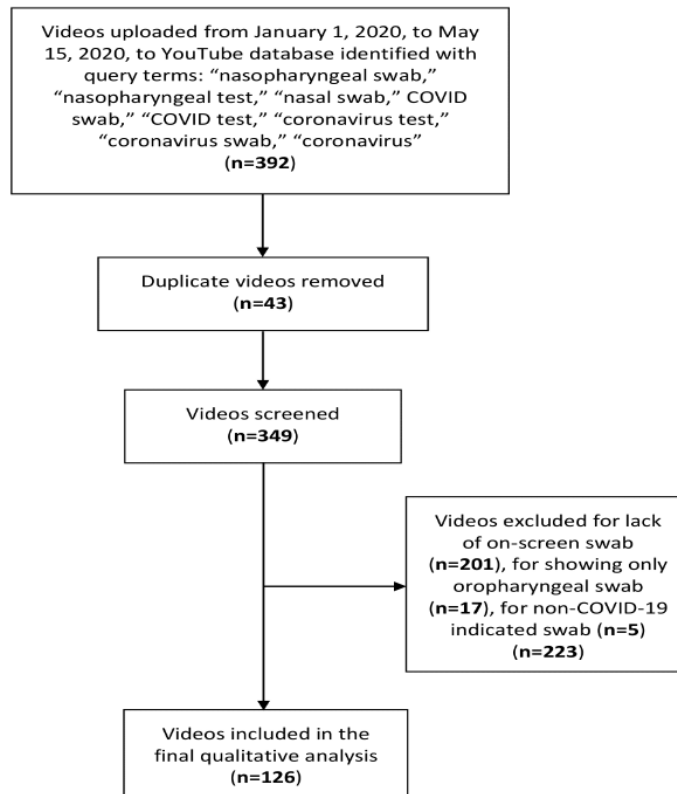 Videos uploaded from January 1, 2020, to May
15, 2020, to YouTube database identified with
query terms: “nasopharyngeal swab,”
“nasopharyngeal test,” “nasal swab,” COVID
swab,” “COVID test,” “coronavirus test,”
“coronavirus swab,” “coronavirus”
(n=392)
Duplicate videos removed
(n=43)
Videos screened
(n=349)
Videos excluded for lack
of on-screen swab
(n=201), for showing only
oropharyngeal swab
(n=17), for non-COVID-19
indicated swab (n=5)
(n=223)
Videos included in the
final qualitative analysis
(n=126)